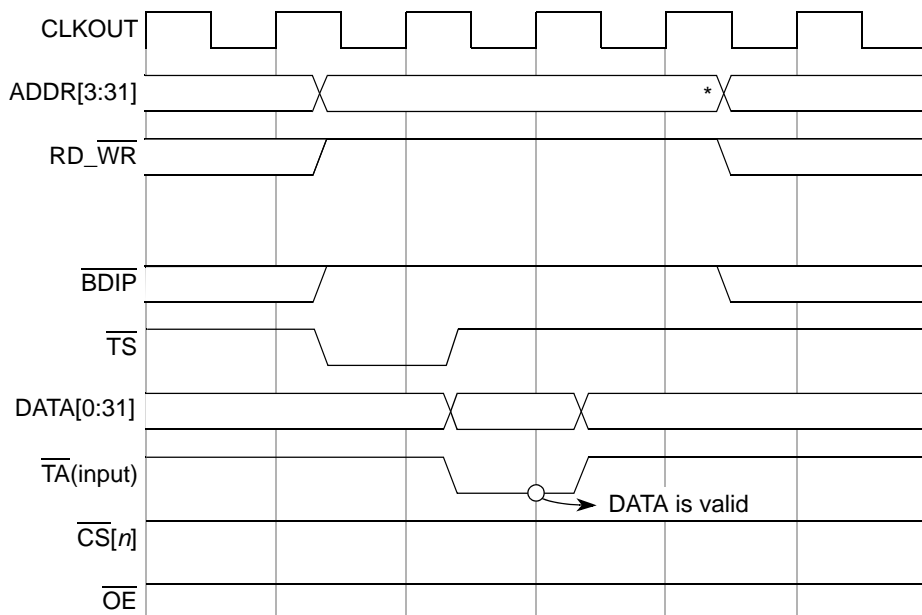 CLKOUT
ADDR[3:31]
*
RD_WR
BDIP
TS
DATA[0:31]
TA(input)
DATA is valid
CS[n]
OE